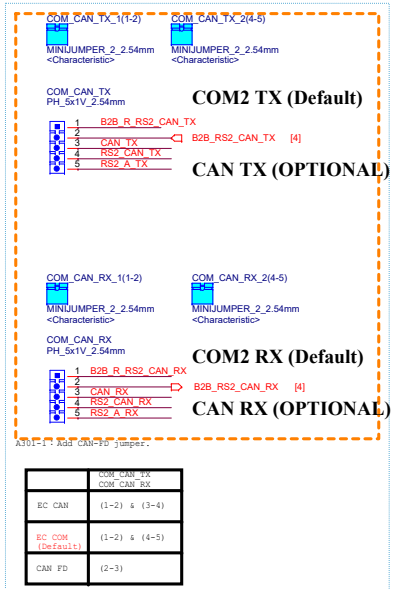 COM_CAN_TX_1(1-2) COM_CAN_TX_2(4-5)
MINIJUMPER_2_2.54mm MINIJUMPER_2_2.54mm
<Characteristic> <Characteristic>
COM_CAN_TX
PH_5x1V_2.54mm
COM2 TX (Default)
1 B2B_R_RS2_CAN_TX
2 B2B_RS2_CAN_TX [4]
3 CAN_TX
4 RS2_CAN_TX
5 RS2_A_TX
CAN TX (OPTIONAL)
COM_CAN_RX_1(1-2) COM_CAN_RX_2(4-5)
MINIJUMPER_2_2.54mm MINIJUMPER_2_2.54mm
<Characteristic> <Characteristic>
COM_CAN_RX
PH_5x1V_2.54mm
COM2 RX (Default)
1 B2B_R_RS2_CAN_RX
2 B2B_RS2_CAN_RX [4]
3 CAN_RX
4 RS2_CAN_RX
5 RS2_A_RX
CAN RX (OPTIONAL)
A301-1 : Add CAN-FD jumper.
COM_CAN_TX
COM_CAN_RX
EC CAN (1-2) & (3-4)
EC COM (1-2) & (4-5)
(Default)
CAN FD (2-3)